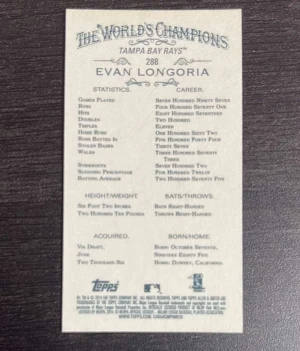 THE WORLD'S CHAMPIONS
TAMPA BAY RAYS™
288
EVAN LONGORIA
STATISTICS. CAREER.
Games Played Seven Hundred Ninety Seven
Runs Four Hundred Seventy One
Hits Eight Hundred Seventeen
Doubles Two Hundred
Triples Eleven
Home Runs One Hundred Sixty Two
Runs Batted In Five Hundred Forty Four
Stolen Bases Thirty Seven
Walks Three Hundred Seventy
Three
Strikeouts Seven Hundred Two
Slugging Percentage Five Hundred Twelve
Batting Average Two Hundred Seventy Five
HEIGHT/WEIGHT. BATS/THROWS.
Six Foot Two Inches Bats Right-Handed
Two Hundred Ten Pounds Throws Right-Handed
ACQUIRED. BORN/HOME.
Via Draft, Born: October Seventh,
June Nineteen Eighty Five
Two Thousand Six Home: Downey, California
Topps
WWW.TOPPS.COM